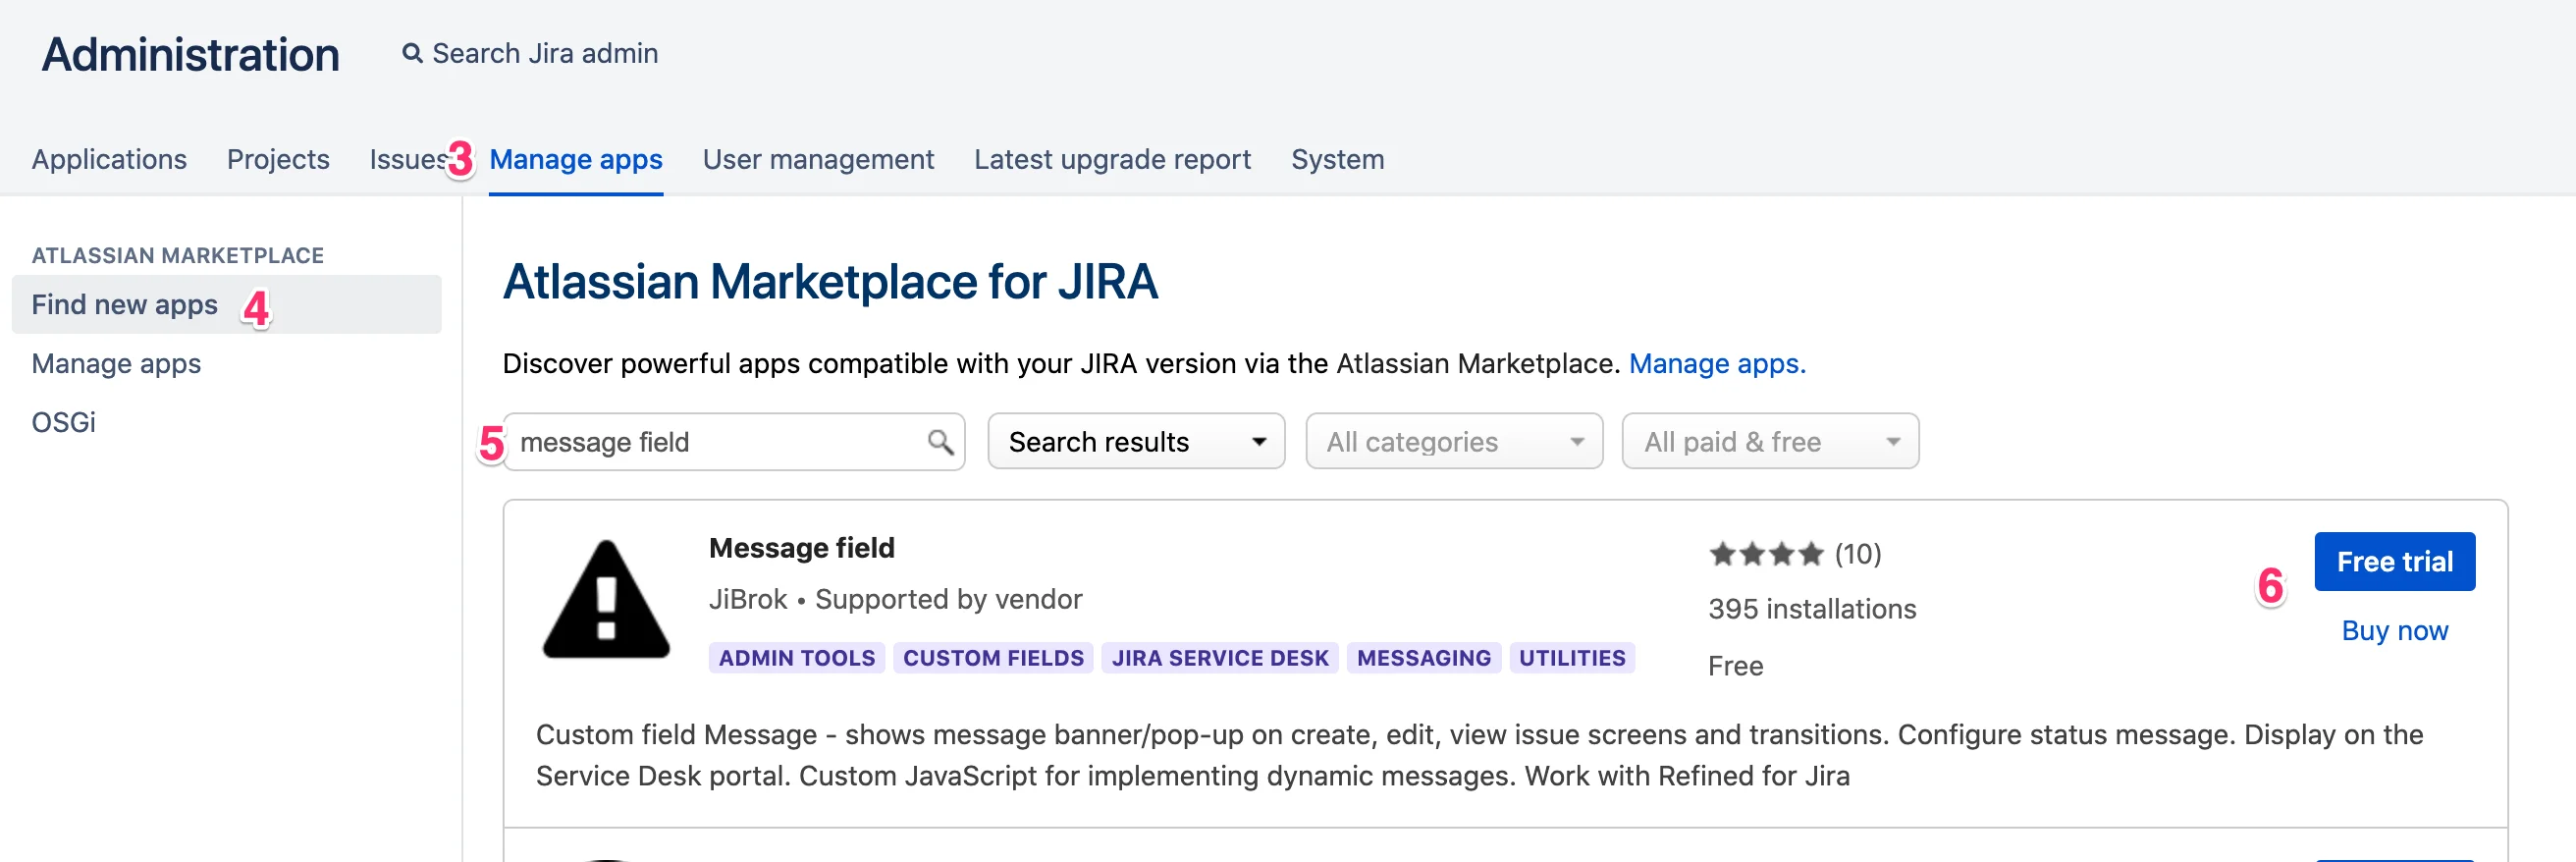 Administration Search Jira admin
Applications Projects Issues 3 Manage apps User management Latest upgrade report System
ATLASSIAN MARKETPLACE
Find new apps 4
Manage apps
OSGi
Atlassian Marketplace for JIRA
Discover powerful apps compatible with your JIRA version via the Atlassian Marketplace. Manage apps.
5 message field Search results All categories All paid & free
Message field
JiBrok • Supported by vendor
ADMIN TOOLS CUSTOM FIELDS JIRA SERVICE DESK MESSAGING UTILITIES
(10)
395 installations
Free
6 Free trial
Buy now
Custom field Message - shows message banner/pop-up on create, edit, view issue screens and transitions. Configure status message. Display on the
Service Desk portal. Custom JavaScript for implementing dynamic messages. Work with Refined for Jira